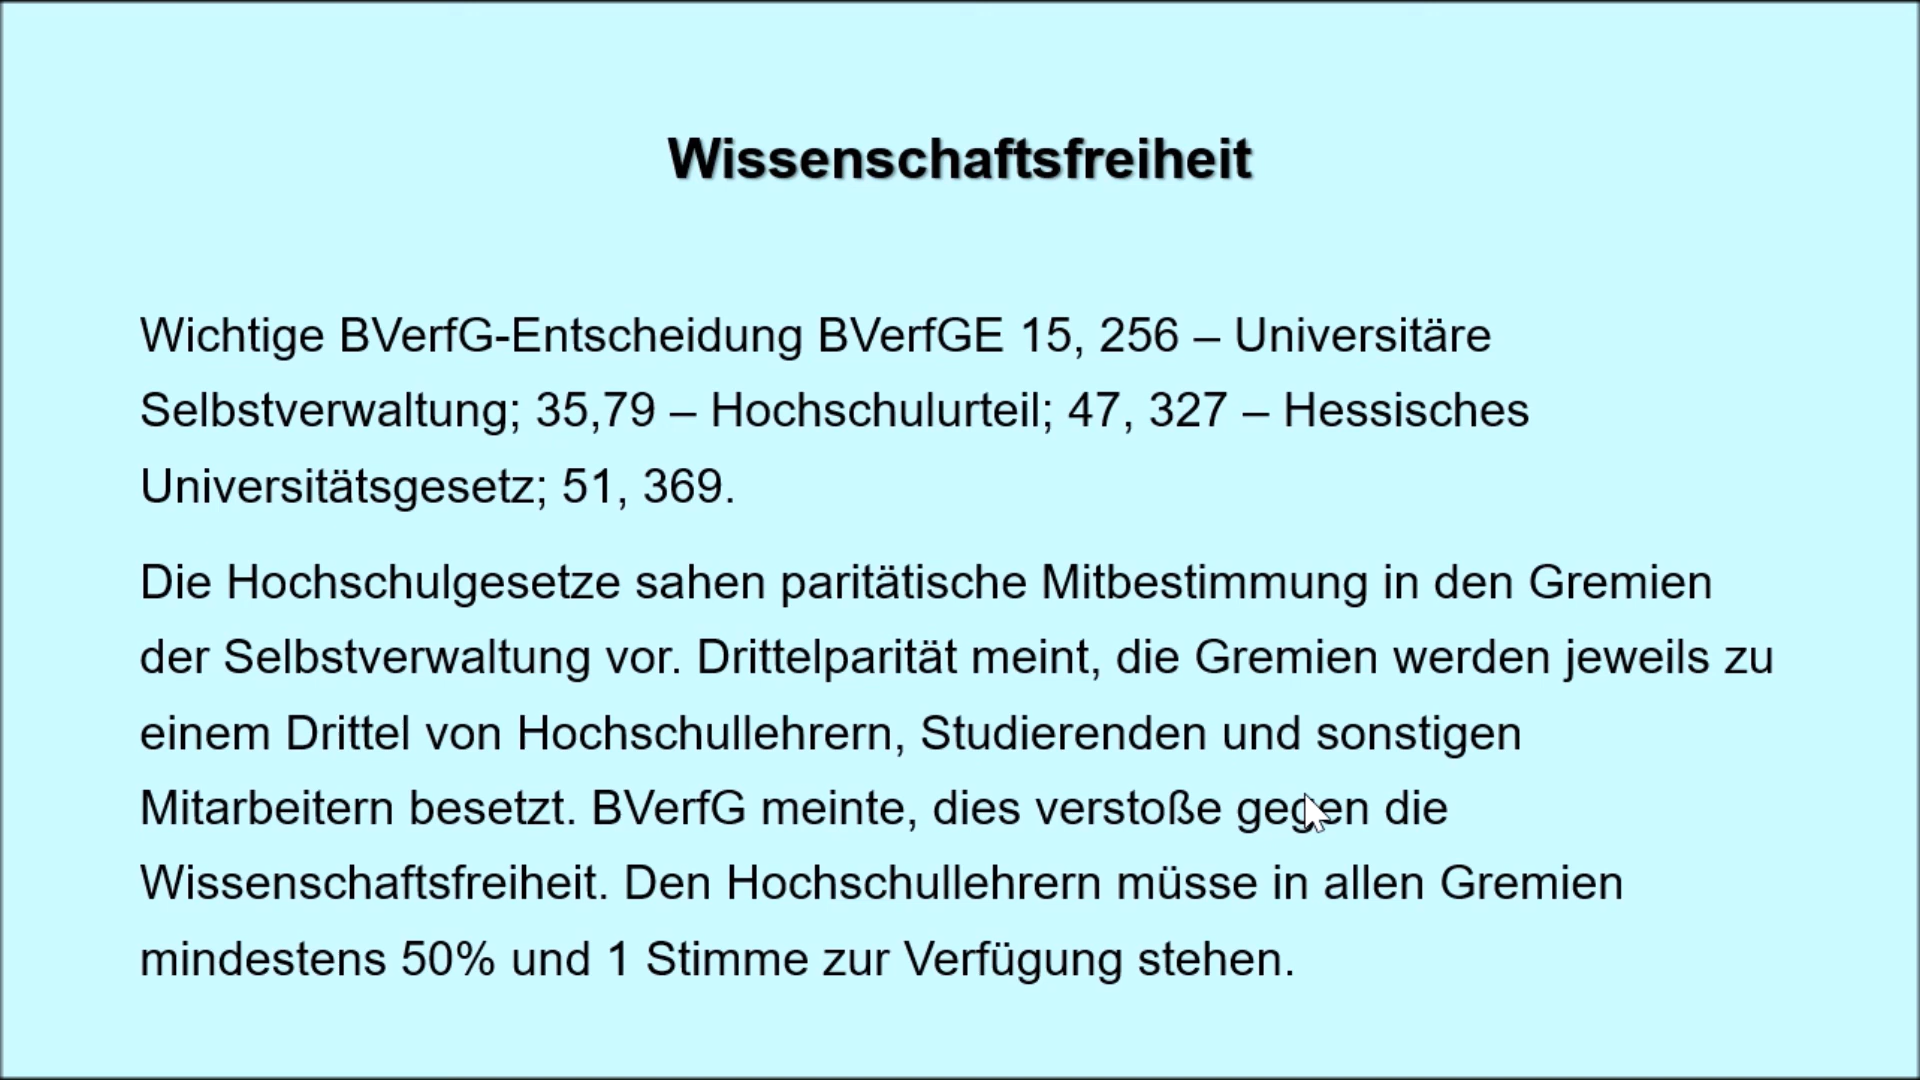 Wissenschaftsfreiheit
Wichtige BVerfG-Entscheidung BVerfGE 15, 256 – Universitäre
Selbstverwaltung; 35,79 – Hochschulurteil; 47, 327 – Hessisches
Universitätsgesetz; 51, 369.
Die Hochschulgesetze sahen paritätische Mitbestimmung in den Gremien
der Selbstverwaltung vor. Drittelparität meint, die Gremien werden jeweils zu
einem Drittel von Hochschullehrern, Studierenden und sonstigen
Mitarbeitern besetzt. BVerfG meinte, dies verstoße gegen die
Wissenschaftsfreiheit. Den Hochschullehrern müsse in allen Gremien
mindestens 50% und 1 Stimme zur Verfügung stehen.